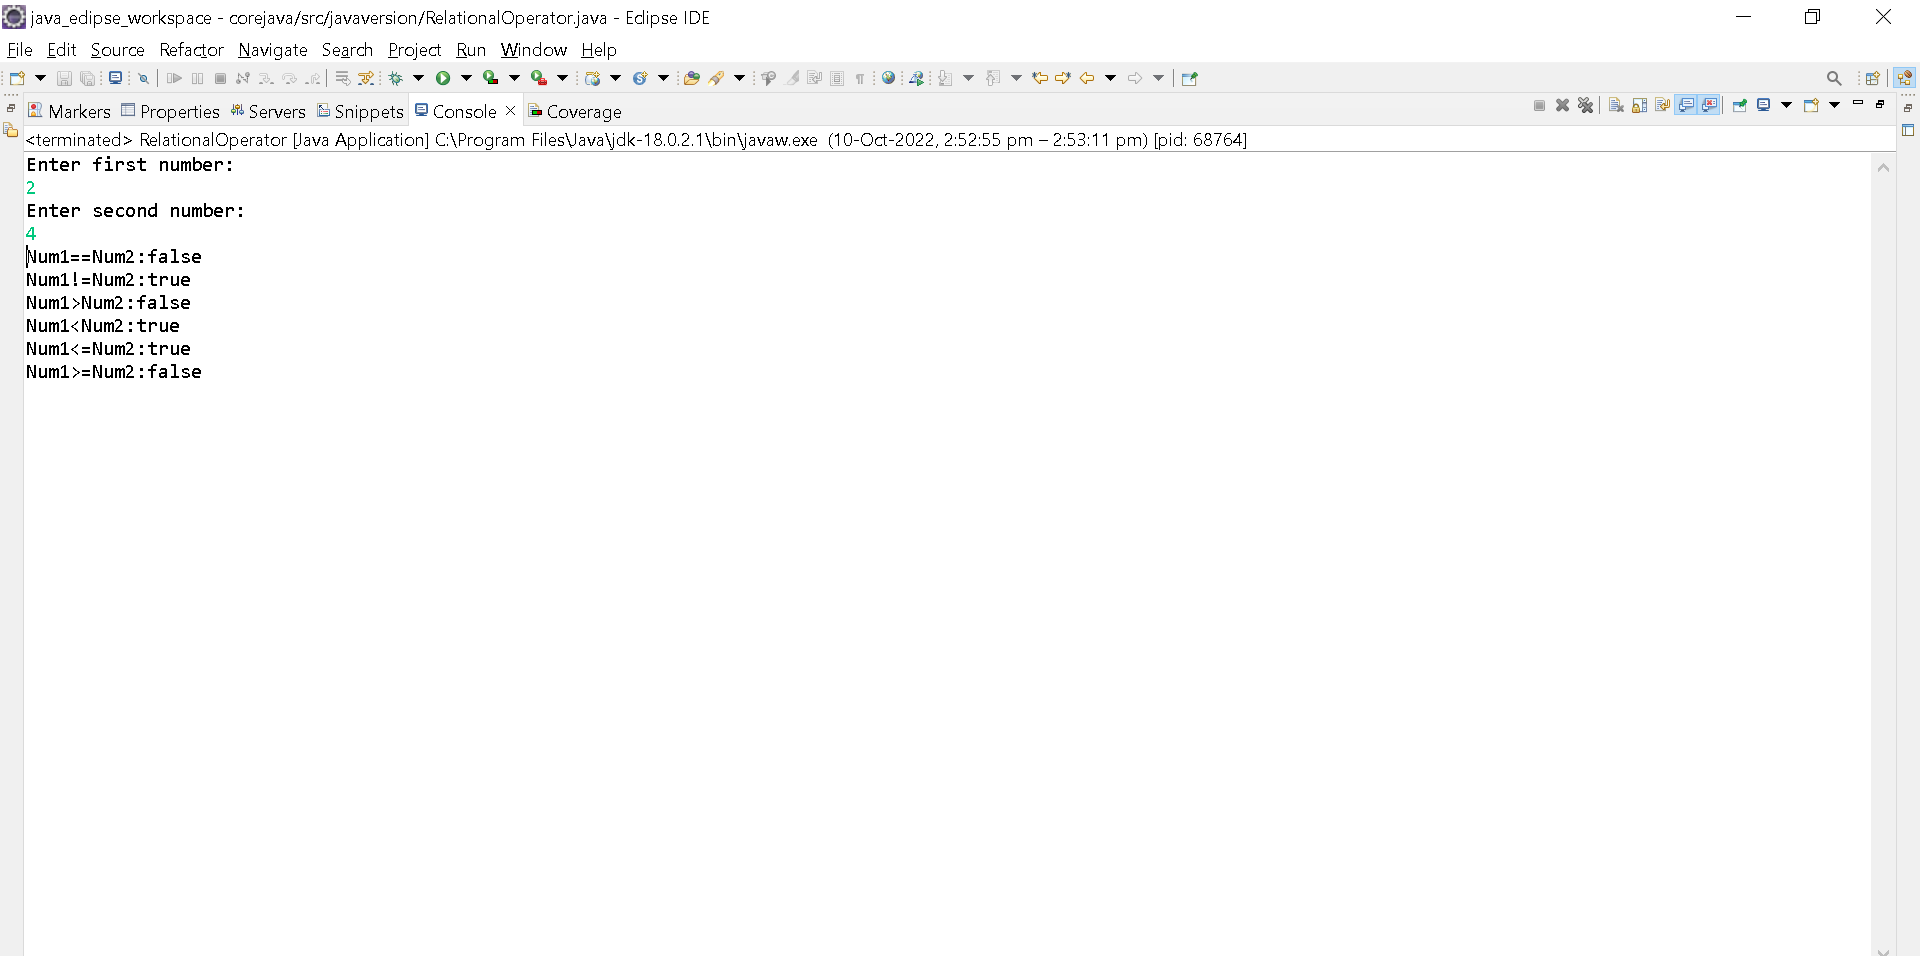 java_eclipse_workspace - corejava/src/javaversion/RelationalOperator.java - Eclipse IDE
File Edit Source Refactor Navigate Search Project Run Window Help
Markers Properties Servers Snippets Console Coverage
<terminated> RelationalOperator [Java Application] C:\Program Files\Java\jdk-18.0.2.1\bin\javaw.exe (10-Oct-2022, 2:52:55 pm – 2:53:11 pm) [pid: 68764]
Enter first number:
2
Enter second number:
4
Num1==Num2:false
Num1!=Num2:true
Num1>Num2:false
Num1<Num2:true
Num1<=Num2:true
Num1>=Num2:false